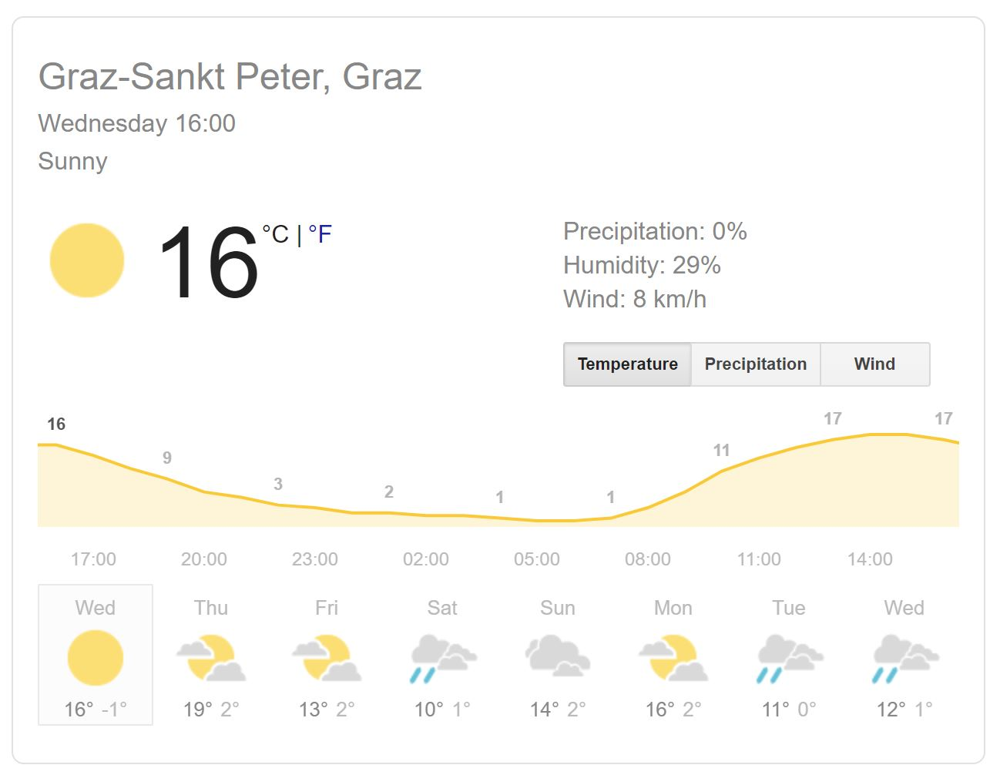 Graz-Sankt Peter, Graz
Wednesday 16:00
Sunny
16 °C | °F
Precipitation: 0%
Humidity: 29%
Wind: 8 km/h
Temperature Precipitation Wind
16 9 3 2 1 1 11 17 17
17:00 20:00 23:00 02:00 05:00 08:00 11:00 14:00
Wed Thu Fri Sat Sun Mon Tue Wed
16° -1° 19° 2° 13° 2° 10° 1° 14° 2° 16° 2° 11° 0° 12° 1°